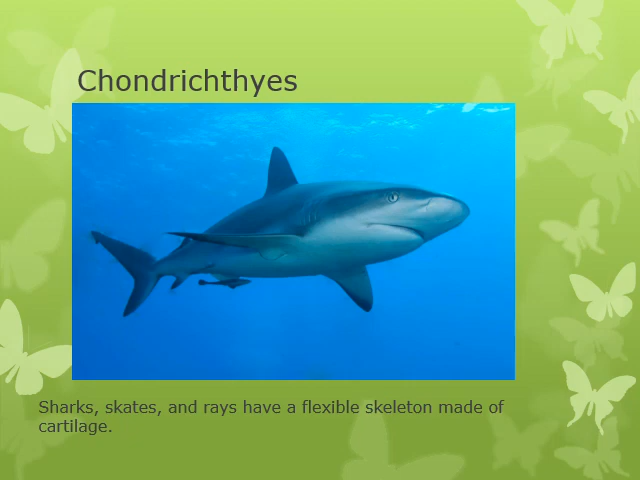 Chondrichthyes
Sharks, skates, and rays have a flexible skeleton made of
cartilage.